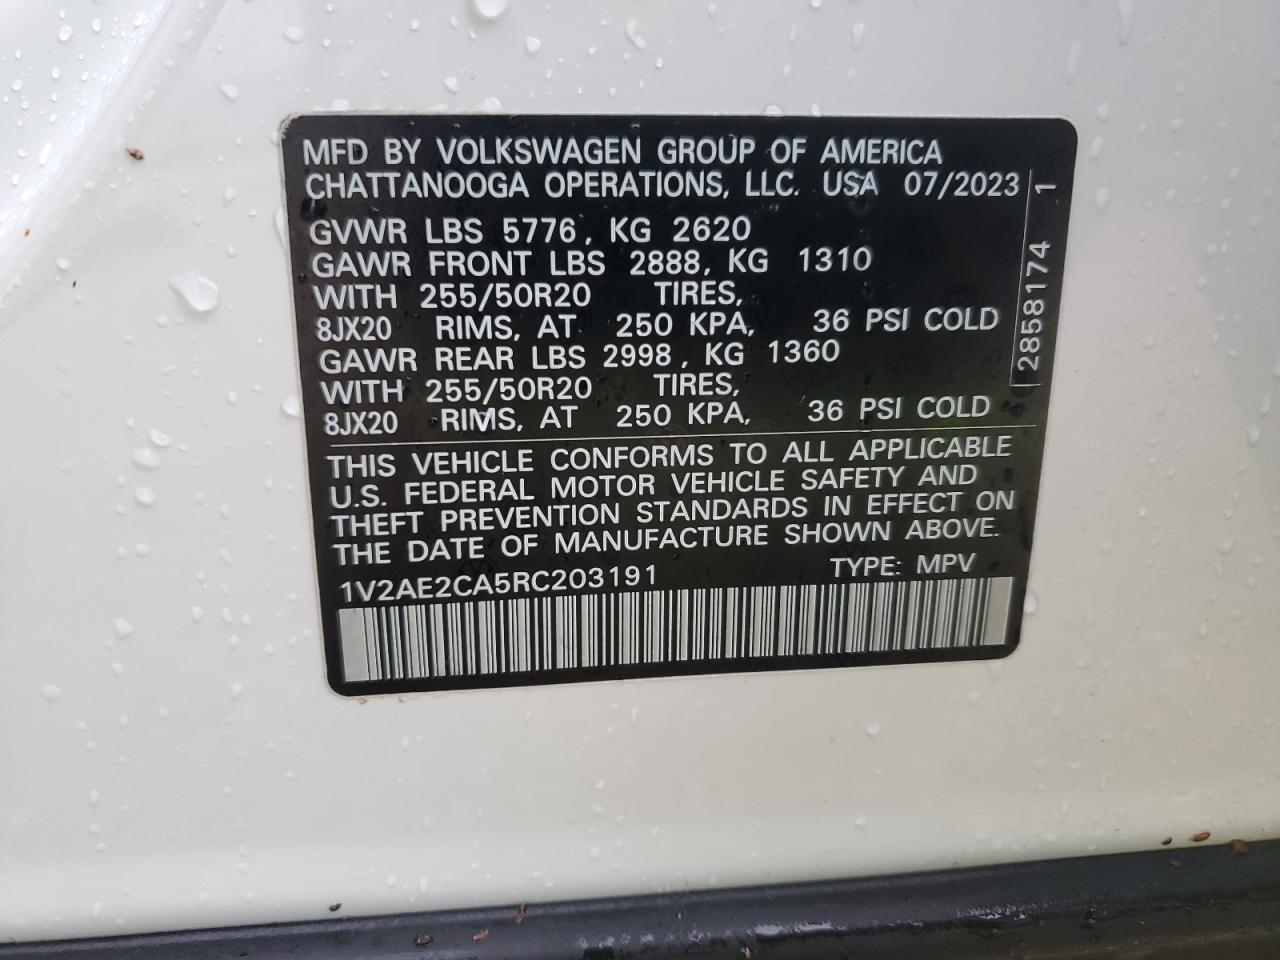 MFD BY VOLKSWAGEN GROUP OF AMERICA
CHATTANOOGA OPERATIONS, LLC. USA 07/2023
GVWR LBS 5776, KG 2620
GAWR FRONT LBS 2888, KG 1310
WITH 255/50R20 TIRES,
8JX20 RIMS, AT 250 KPA, 36 PSI COLD
GAWR REAR LBS 2998, KG 1360
WITH 255/50R20 TIRES,
8JX20 RIMS, AT 250 KPA, 36 PSI COLD
2858174 1
THIS VEHICLE CONFORMS TO ALL APPLICABLE
U.S. FEDERAL MOTOR VEHICLE SAFETY AND
THEFT PREVENTION STANDARDS IN EFFECT ON
THE DATE OF MANUFACTURE SHOWN ABOVE.
1V2AE2CA5RC203191 TYPE: MPV